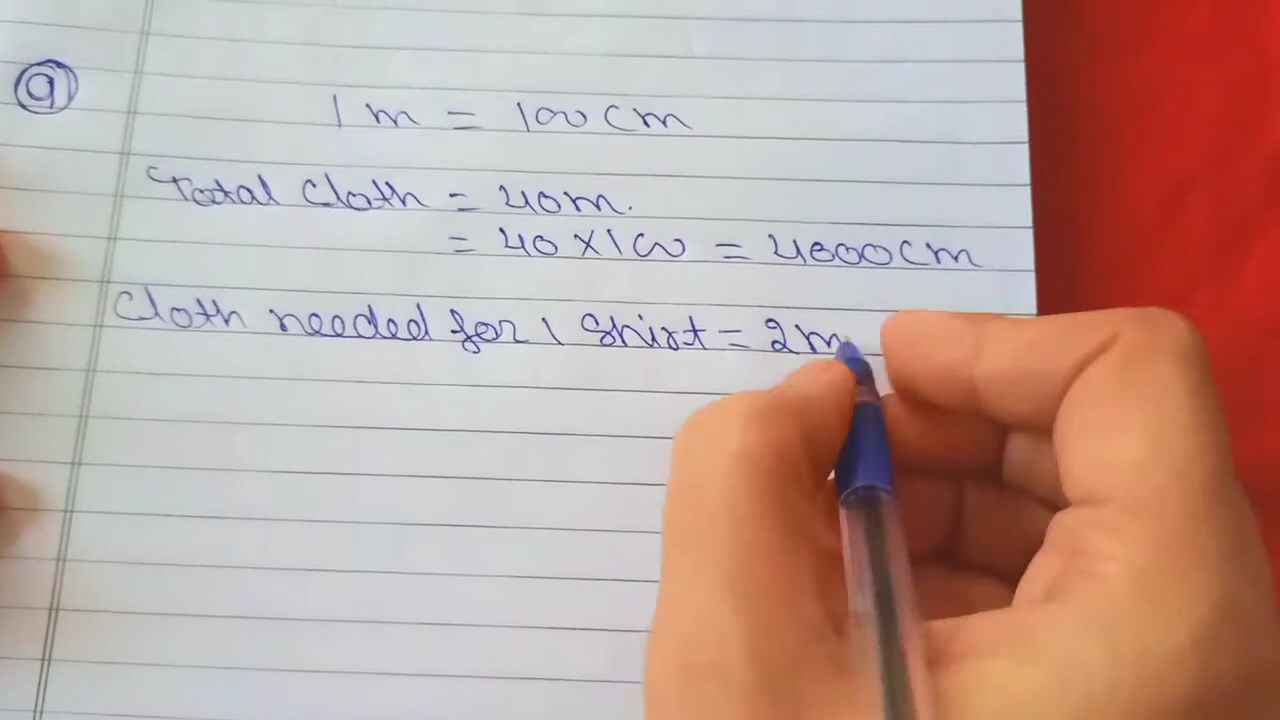 9
1 m = 100 cm
Total Cloth = 40m.
= 40 X 100 = 4000 cm
Cloth needed for 1 Shirt = 2m